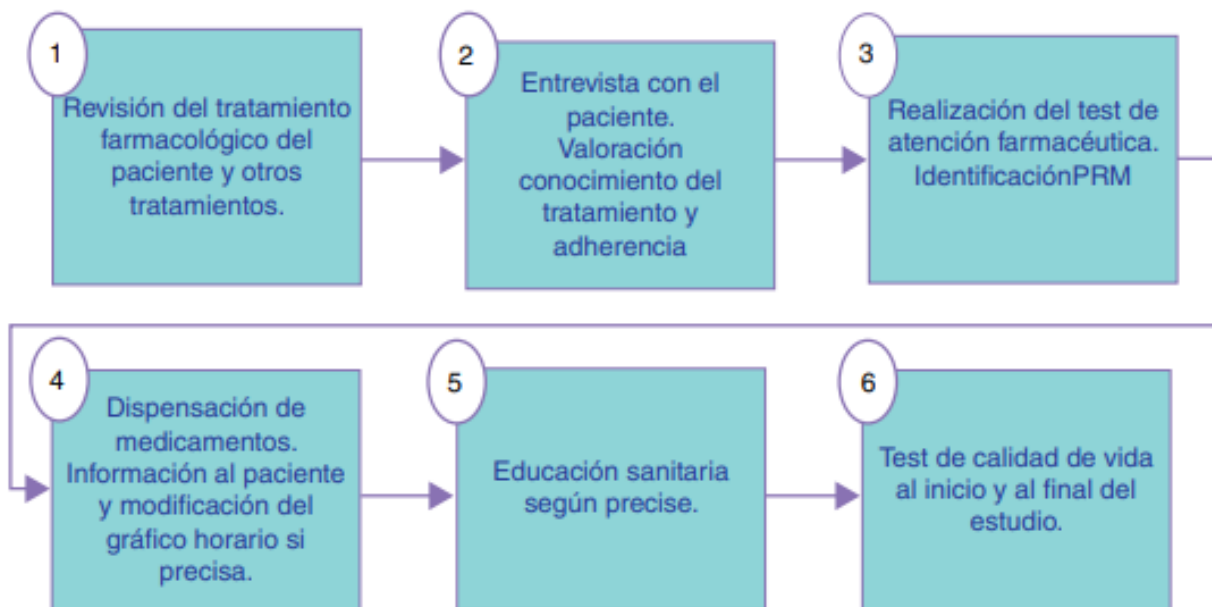 1
Revisión del tratamiento
farmacológico del
paciente y otros
tratamientos.
2
Entrevista con el
paciente.
Valoración
conocimiento del
tratamiento y
adherencia
3
Realización del test de
atención farmacéutica.
IdentificaciónPRM
4
Dispensación de
medicamentos.
Información al paciente
y modificación del
gráfico horario si
precisa.
5
Educación sanitaria
según precise.
6
Test de calidad de vida
al inicio y al final del
estudio.